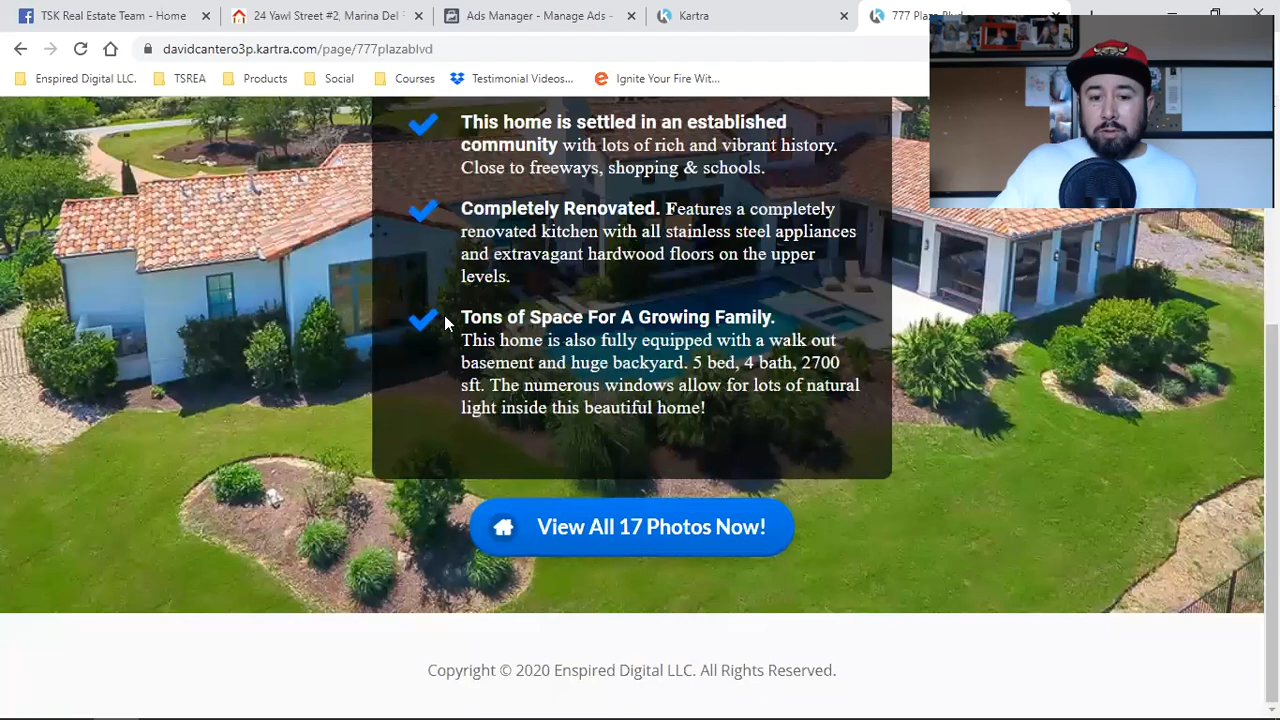 TSK Real Estate Team - Home
24 Yawi Street #2, Marina Del
Ads Manager - Manage Ads -
Kartra
777 Plaza Blvd
davidcantero3p.kartra.com/page/777plazablvd
Enspired Digital LLC.
TSREA
Products
Social
Courses
Testimonial Videos...
Ignite Your Fire Wit...
This home is settled in an established
community with lots of rich and vibrant history.
Close to freeways, shopping & schools.
Completely Renovated. Features a completely
renovated kitchen with all stainless steel appliances
and extravagant hardwood floors on the upper
levels.
Tons of Space For A Growing Family.
This home is also fully equipped with a walk out
basement and huge backyard. 5 bed, 4 bath, 2700
sft. The numerous windows allow for lots of natural
light inside this beautiful home!
View All 17 Photos Now!
Copyright © 2020 Enspired Digital LLC. All Rights Reserved.